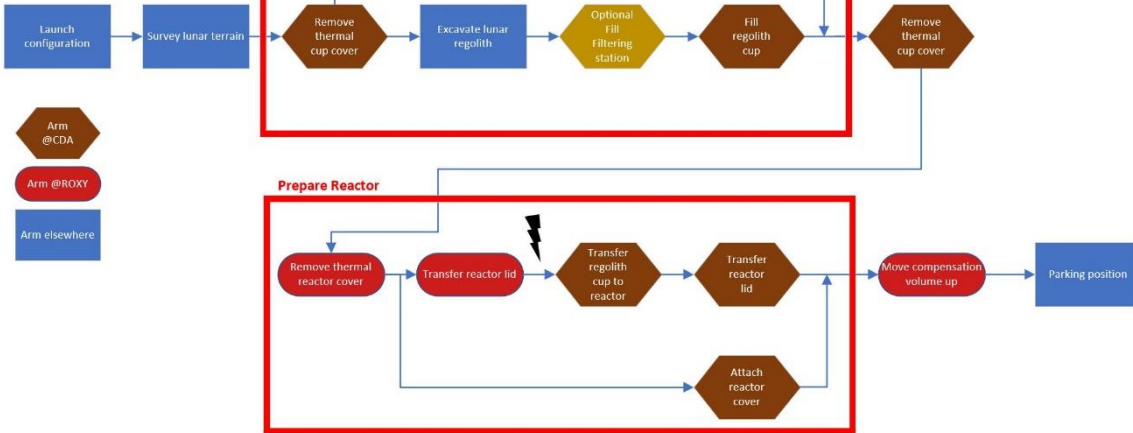 Launch
configuration
Survey lunar terrain
Remove
thermal
cup cover
Excavate lunar
regolith
Optional
Fill
Filtering
station
Fill
regolith
cup
Remove
thermal
cup cover
Arm
@CDA
Arm @ROXY
Arm elsewhere
Prepare Reactor
Remove thermal
reactor cover
Transfer reactor lid
Transfer
regolith
cup to
reactor
Transfer
reactor
lid
Move compensation
volume up
Parking position
Attach
reactor
cover